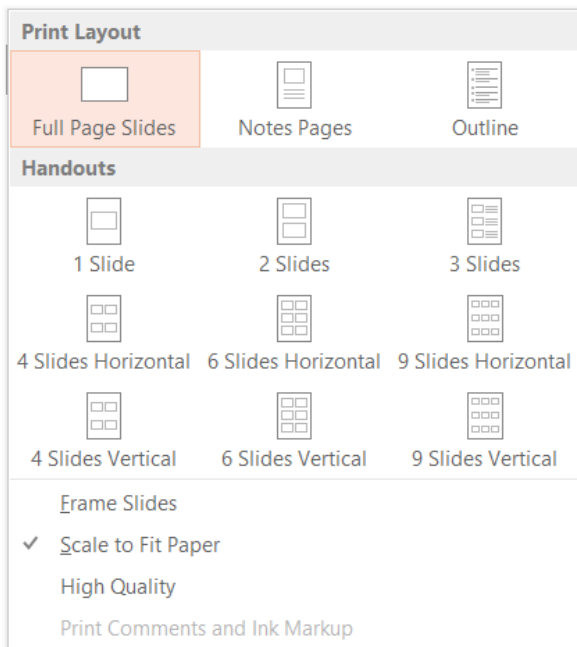 Print Layout
Full Page Slides Notes Pages Outline
Handouts
1 Slide 2 Slides 3 Slides
4 Slides Horizontal 6 Slides Horizontal 9 Slides Horizontal
4 Slides Vertical 6 Slides Vertical 9 Slides Vertical
Frame Slides
Scale to Fit Paper
High Quality
Print Comments and Ink Markup